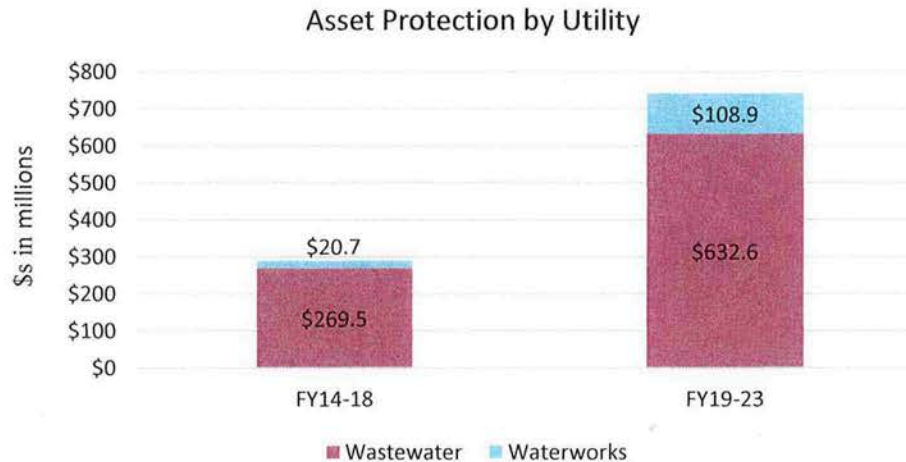 Asset Protection by Utility
$s in millions
$800
$700
$600
$500
$400
$300
$200
$100
$0
$20.7
$269.5
$108.9
$632.6
FY14-18
FY19-23
Wastewater
Waterworks